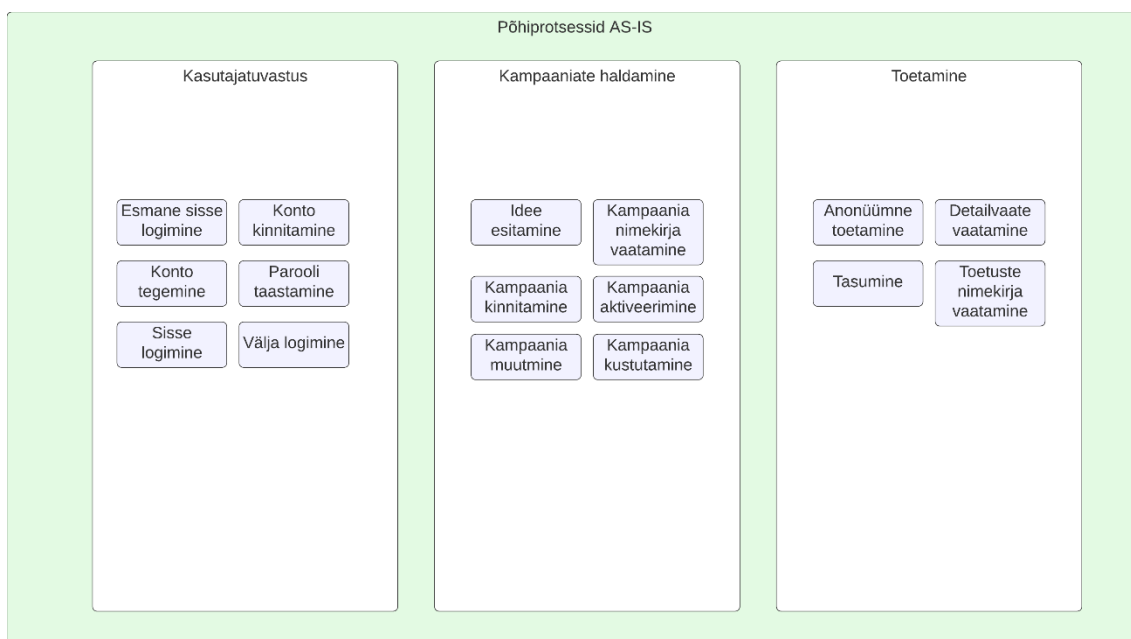 Põhiprotsessid AS-IS
Kasutajatuvastus
Esmane sisse
logimine
Konto
kinnitamine
Konto
tegemine
Parooli
taastamine
Sisse
logimine
Välja logimine
Kampaaniate haldamine
Idee
esitamine
Kampaania
nimekirja
vaatamine
Kampaania
kinnitamine
Kampaania
aktiveerimine
Kampaania
muutmine
Kampaania
kustutamine
Toetamine
Anonüümne
toetamine
Detailvaate
vaatamine
Tasumine
Toetuste
nimekirja
vaatamine